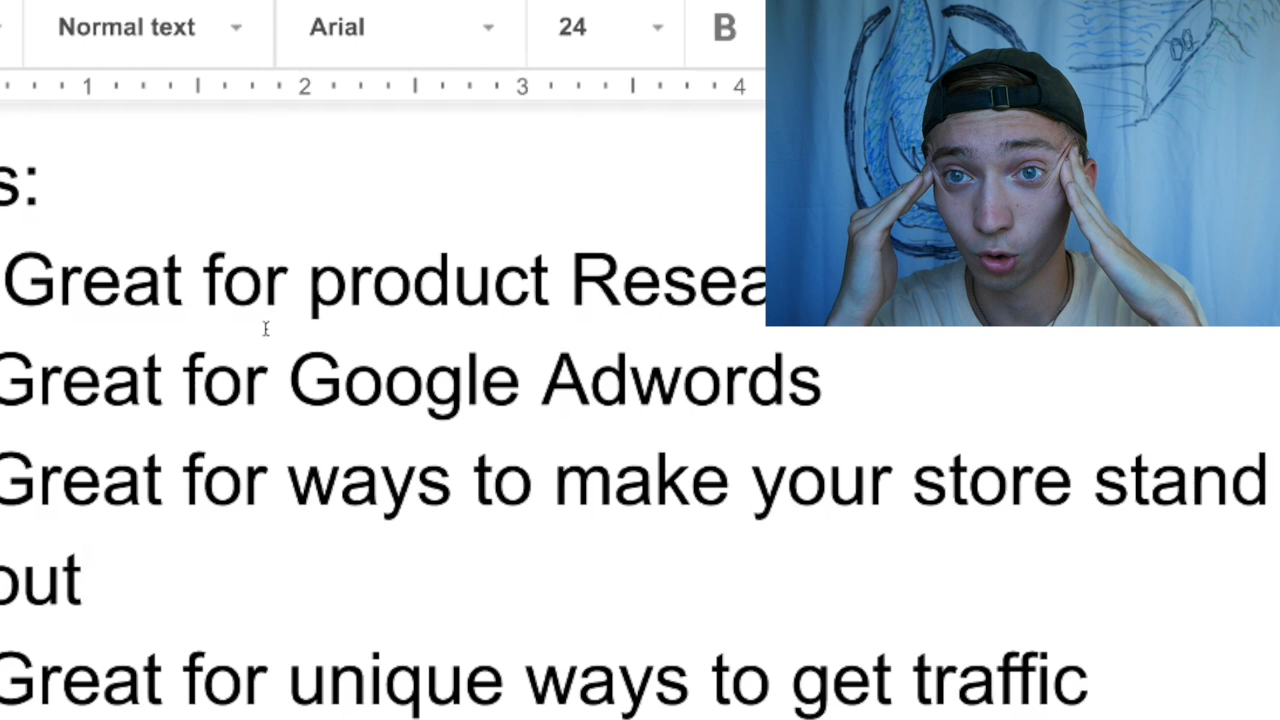 Normal text Arial 24 B
1 2 3 4
s:
Great for product Resea
Great for Google Adwords
Great for ways to make your store stand
out
Great for unique ways to get traffic